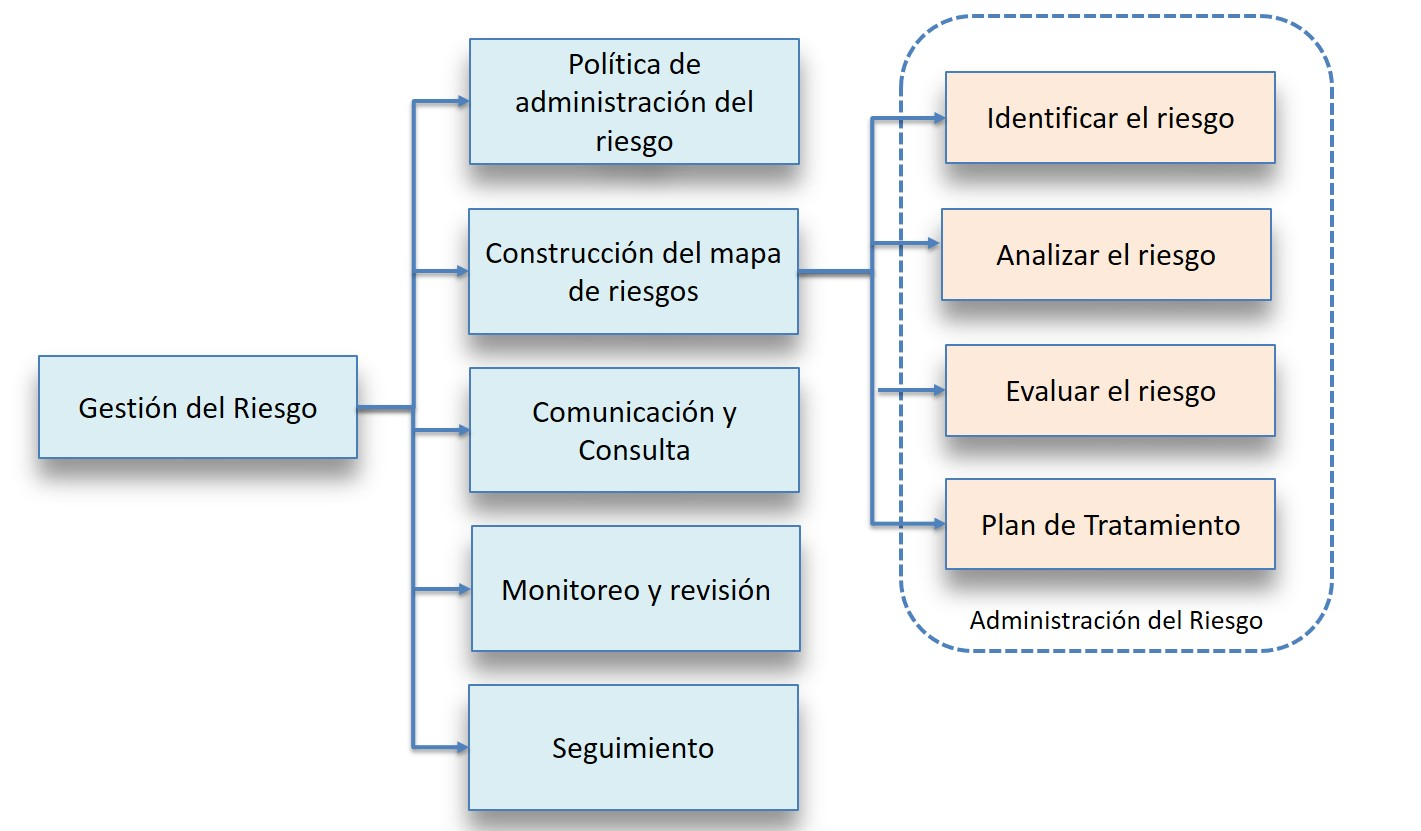 Gestión del Riesgo
Política de
administración del
riesgo
Construcción del mapa
de riesgos
Comunicación y
Consulta
Monitoreo y revisión
Seguimiento
Identificar el riesgo
Analizar el riesgo
Evaluar el riesgo
Plan de Tratamiento
Administración del Riesgo